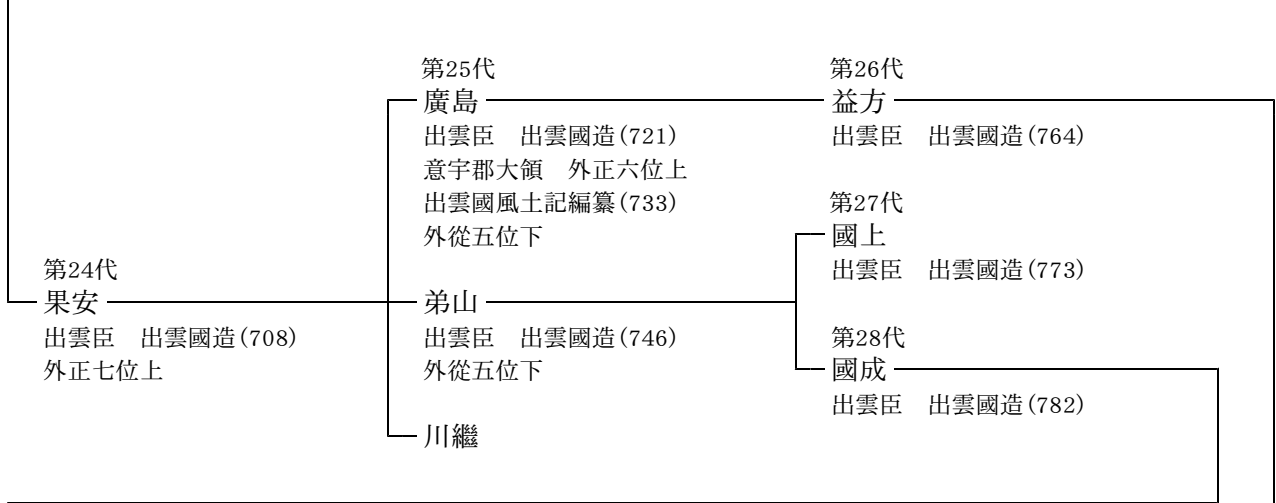 第24代
果安
出雲臣　出雲國造(708)
外正七位上
第25代
廣島
出雲臣　出雲國造(721)
意宇郡大領　外正六位上
出雲國風土記編纂(733)
外從五位下
弟山
出雲臣　出雲國造(746)
外從五位下
川繼
第26代
益方
出雲臣　出雲國造(764)
第27代
國上
出雲臣　出雲國造(773)
第28代
國成
出雲臣　出雲國造(782)